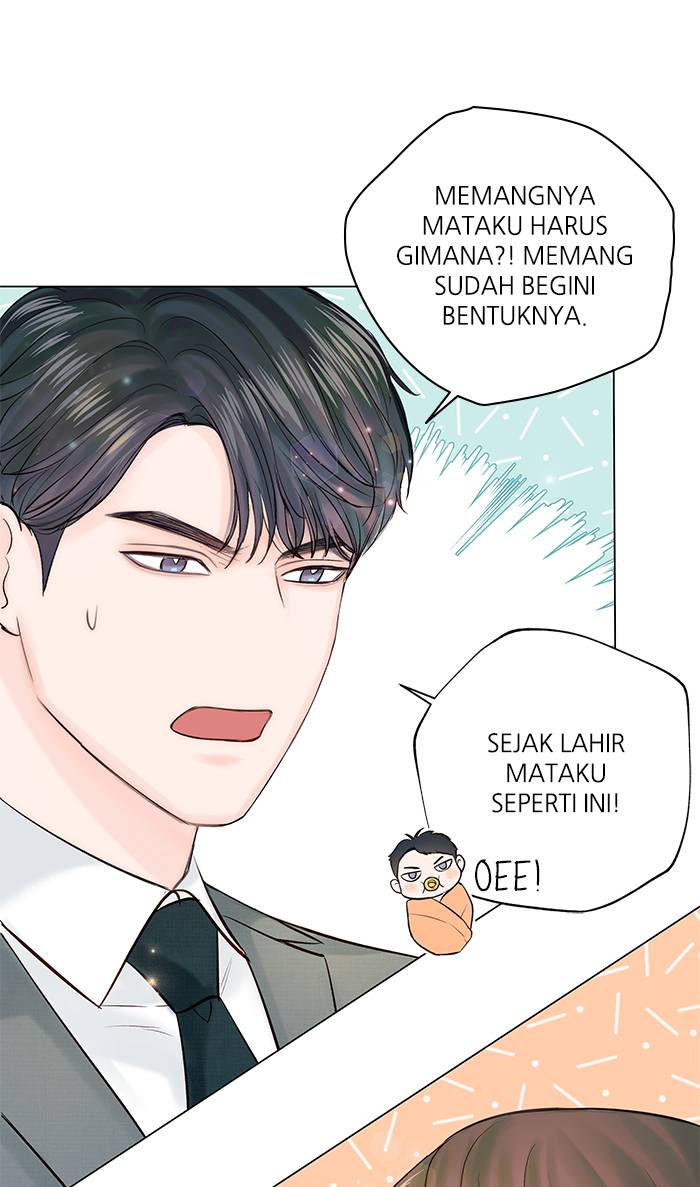 MEMANGNYA
MATAKU HARUS
GIMANA?! MEMANG
SUDAH BEGINI
BENTUKNYA.
SEJAK LAHIR
MATAKU
SEPERTI INI!
OEE!